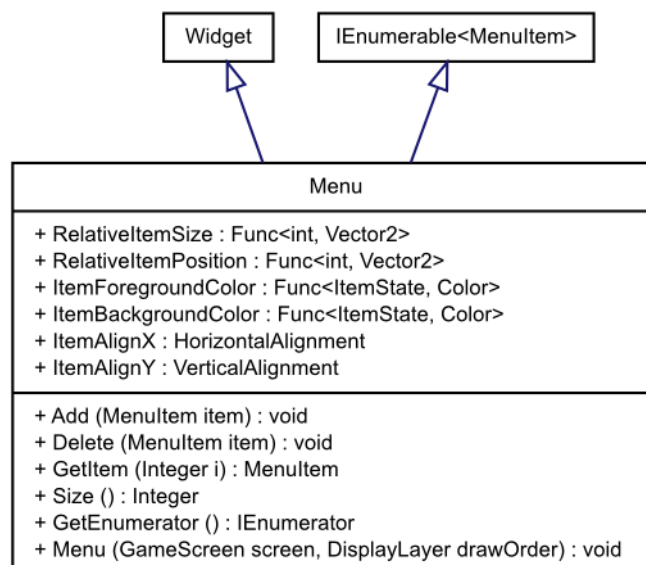 Widget
IEnumerable<MenuItem>
Menu
+ RelativeItemSize : Func<int, Vector2>
+ RelativeItemPosition : Func<int, Vector2>
+ ItemForegroundColor : Func<ItemState, Color>
+ ItemBackgroundColor : Func<ItemState, Color>
+ ItemAlignX : HorizontalAlignment
+ ItemAlignY : VerticalAlignment
+ Add (MenuItem item) : void
+ Delete (MenuItem item) : void
+ GetItem (Integer i) : MenuItem
+ Size () : Integer
+ GetEnumerator () : IEnumerator
+ Menu (GameScreen screen, DisplayLayer drawOrder) : void